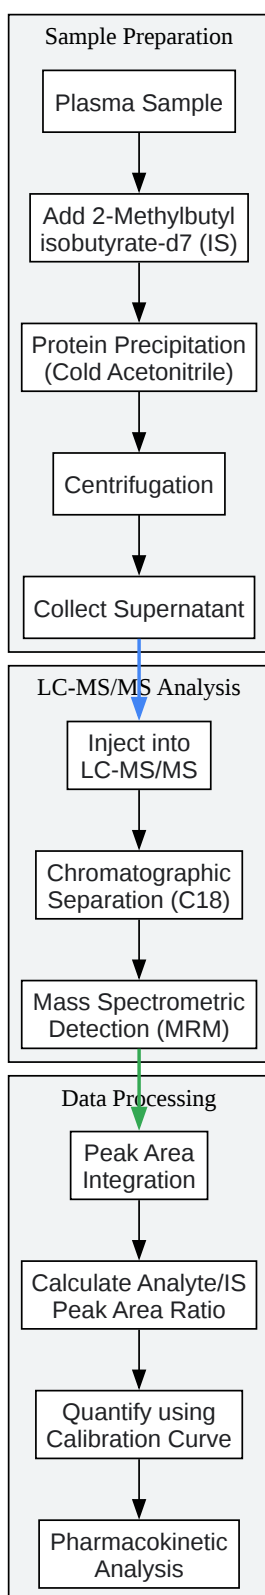 Sample Preparation
Plasma Sample
Add 2-Methylbutyl
isobutyrate-d7 (IS)
Protein Precipitation
(Cold Acetonitrile)
Centrifugation
Collect Supernatant
LC-MS/MS Analysis
Inject into
LC-MS/MS
Chromatographic
Separation (C18)
Mass Spectrometric
Detection (MRM)
Data Processing
Peak Area
Integration
Calculate Analyte/IS
Peak Area Ratio
Quantify using
Calibration Curve
Pharmacokinetic
Analysis